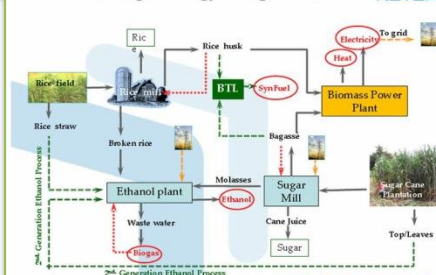 Ric
e
Rice husk
Electricity
To grid
Heat
Rice field
Rice mill
BTL
SynFuel
Biomass Power
Plant
Rice straw
Bagasse
Broken rice
Molasses
Ethanol plant
Ethanol
Sugar
Mill
Sugar Cane
Plantation
Waste water
Cane Juice
Biogas
Sugar
Top/Leaves
2nd. Generation Ethanol Process
2nd. Generation Ethanol Process